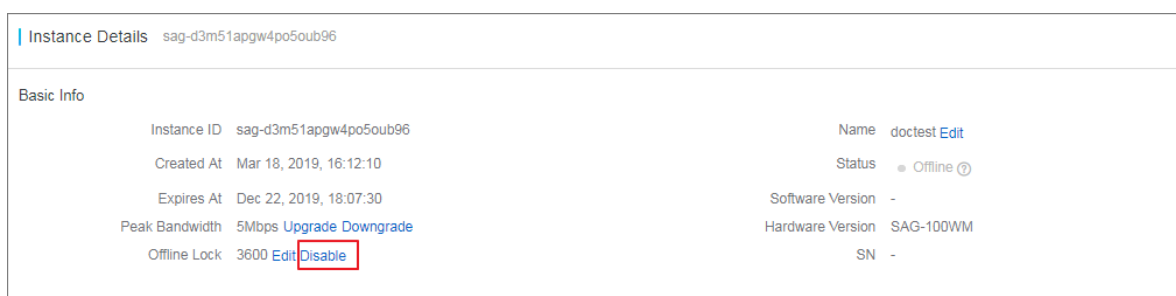 Instance Details sag-d3m51apgw4po5oub96
Basic Info
Instance ID sag-d3m51apgw4po5oub96 Name doctest Edit
Created At Mar 18, 2019, 16:12:10 Status Offline
Expires At Dec 22, 2019, 18:07:30 Software Version -
Peak Bandwidth 5Mbps Upgrade Downgrade Hardware Version SAG-100WM
Offline Lock 3600 Edit Disable SN -